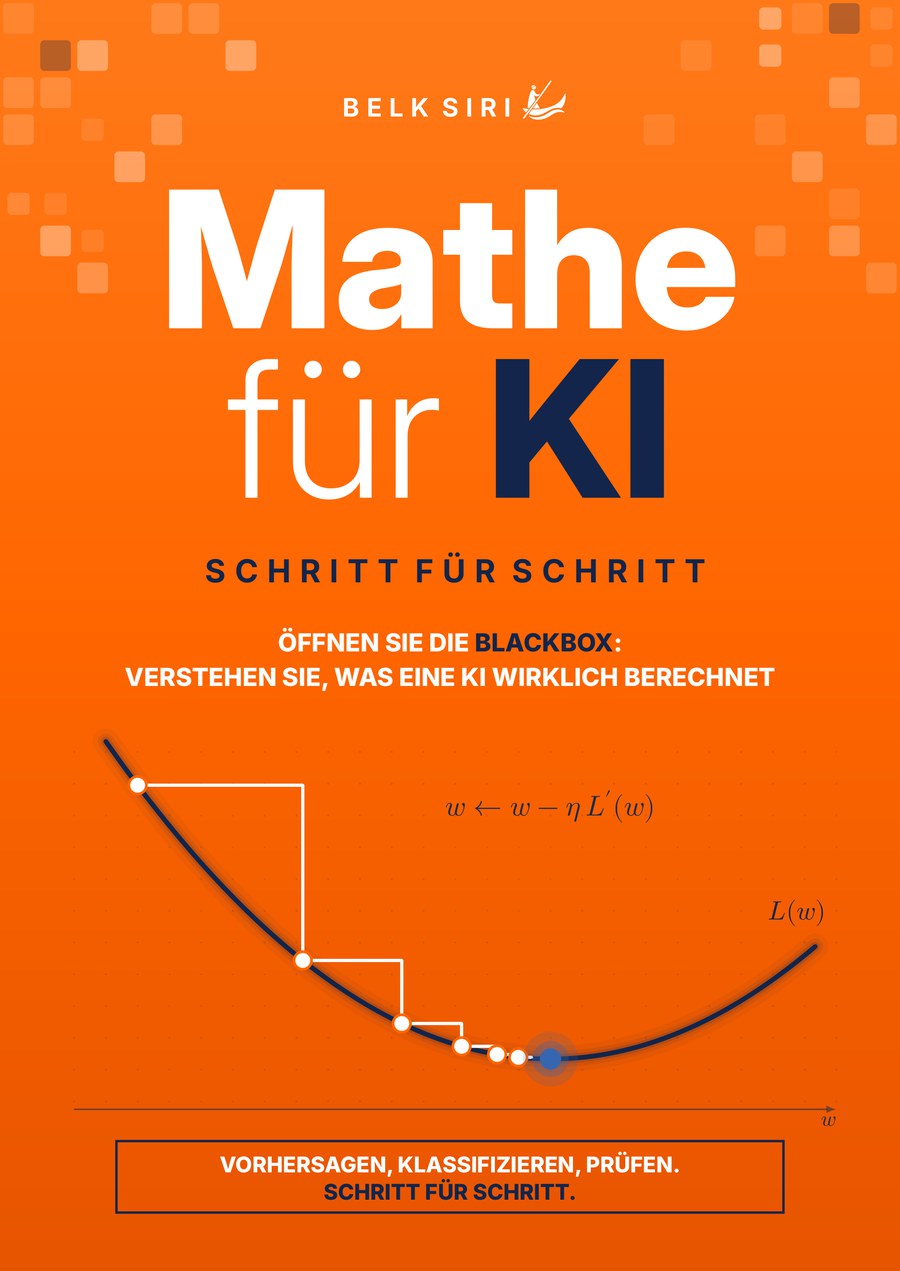 BELK SIRI
Mathe
für KI
SCHRITT FÜR SCHRITT
ÖFFNEN SIE DIE BLACKBOX:
VERSTEHEN SIE, WAS EINE KI WIRKLICH BERECHNET
w ← w − η L′(w)
L(w)
w
VORHERSAGEN, KLASSIFIZIEREN, PRÜFEN.
SCHRITT FÜR SCHRITT.